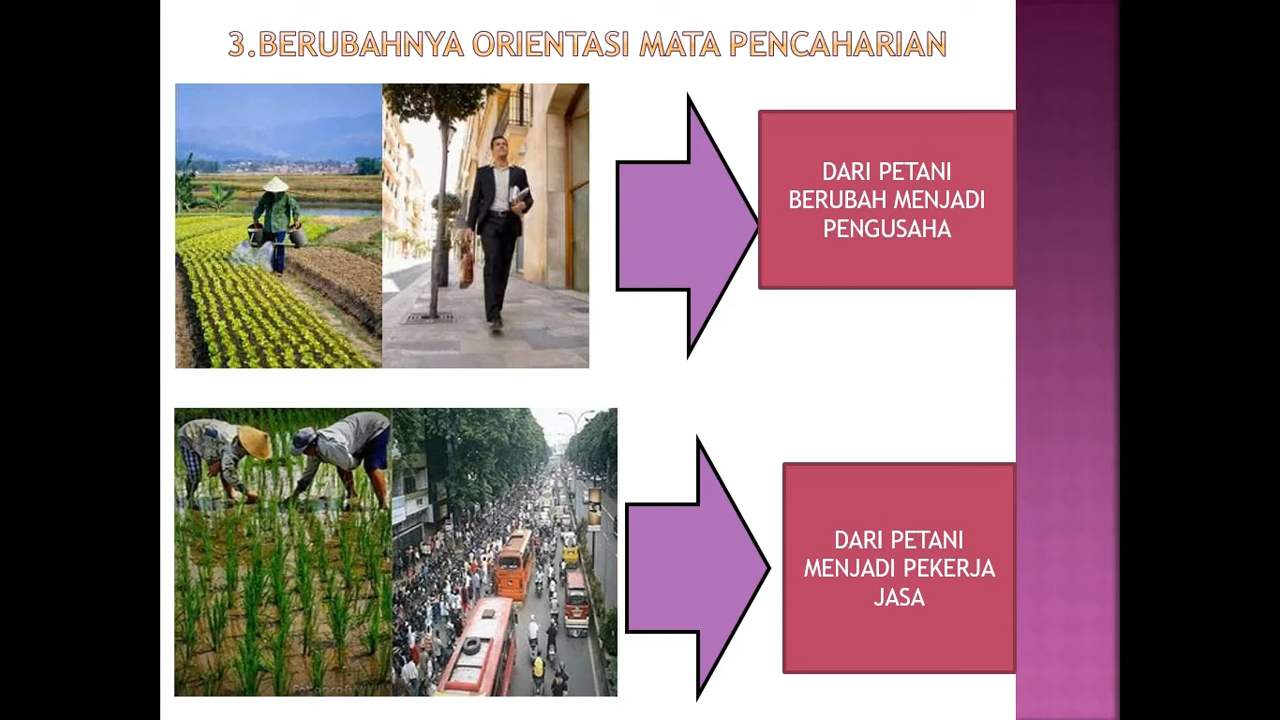 3.BERUBAHNYA ORIENTASI MATA PENCAHARIAN
DARI PETANI
BERUBAH MENJADI
PENGUSAHA
DARI PETANI
MENJADI PEKERJA
JASA